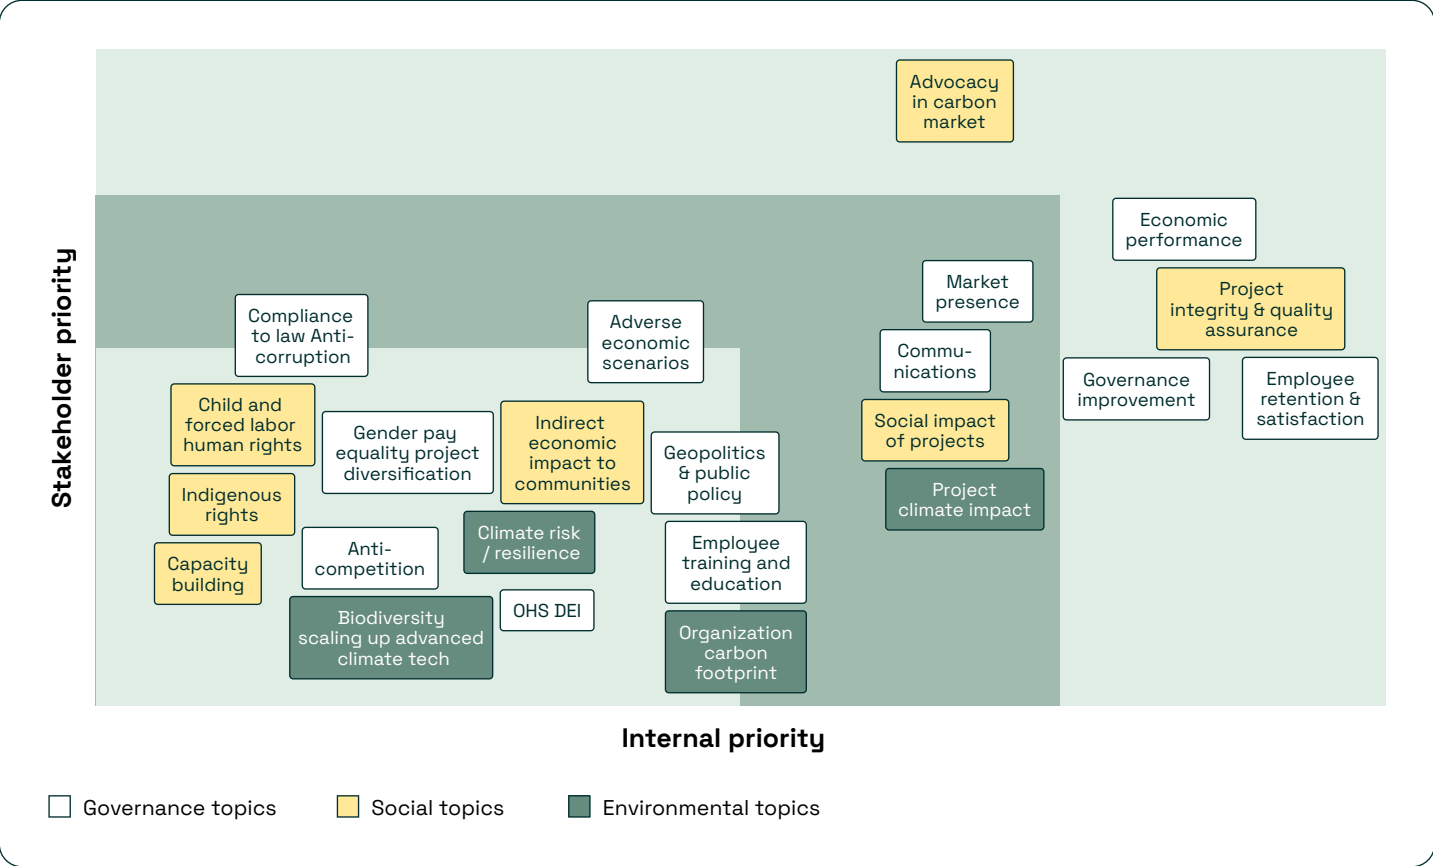 Advocacy
in carbon
market
Economic
performance
Project
integrity & quality
assurance
Market
presence
Compliance
to law Anti-
corruption
Adverse
economic
scenarios
Commu-
nications
Governance
improvement
Employee
retention &
satisfaction
Child and
forced labor
human rights
Gender pay
equality project
diversification
Indirect
economic
impact to
communities
Geopolitics
& public
policy
Social impact
of projects
Project
climate impact
Indigenous
rights
Climate risk
/ resilience
Employee
training and
education
Anti-
competition
Capacity
building
OHS DEI
Biodiversity
scaling up advanced
climate tech
Organization
carbon
footprint
Stakeholder priority
Internal priority
Governance topics
Social topics
Environmental topics